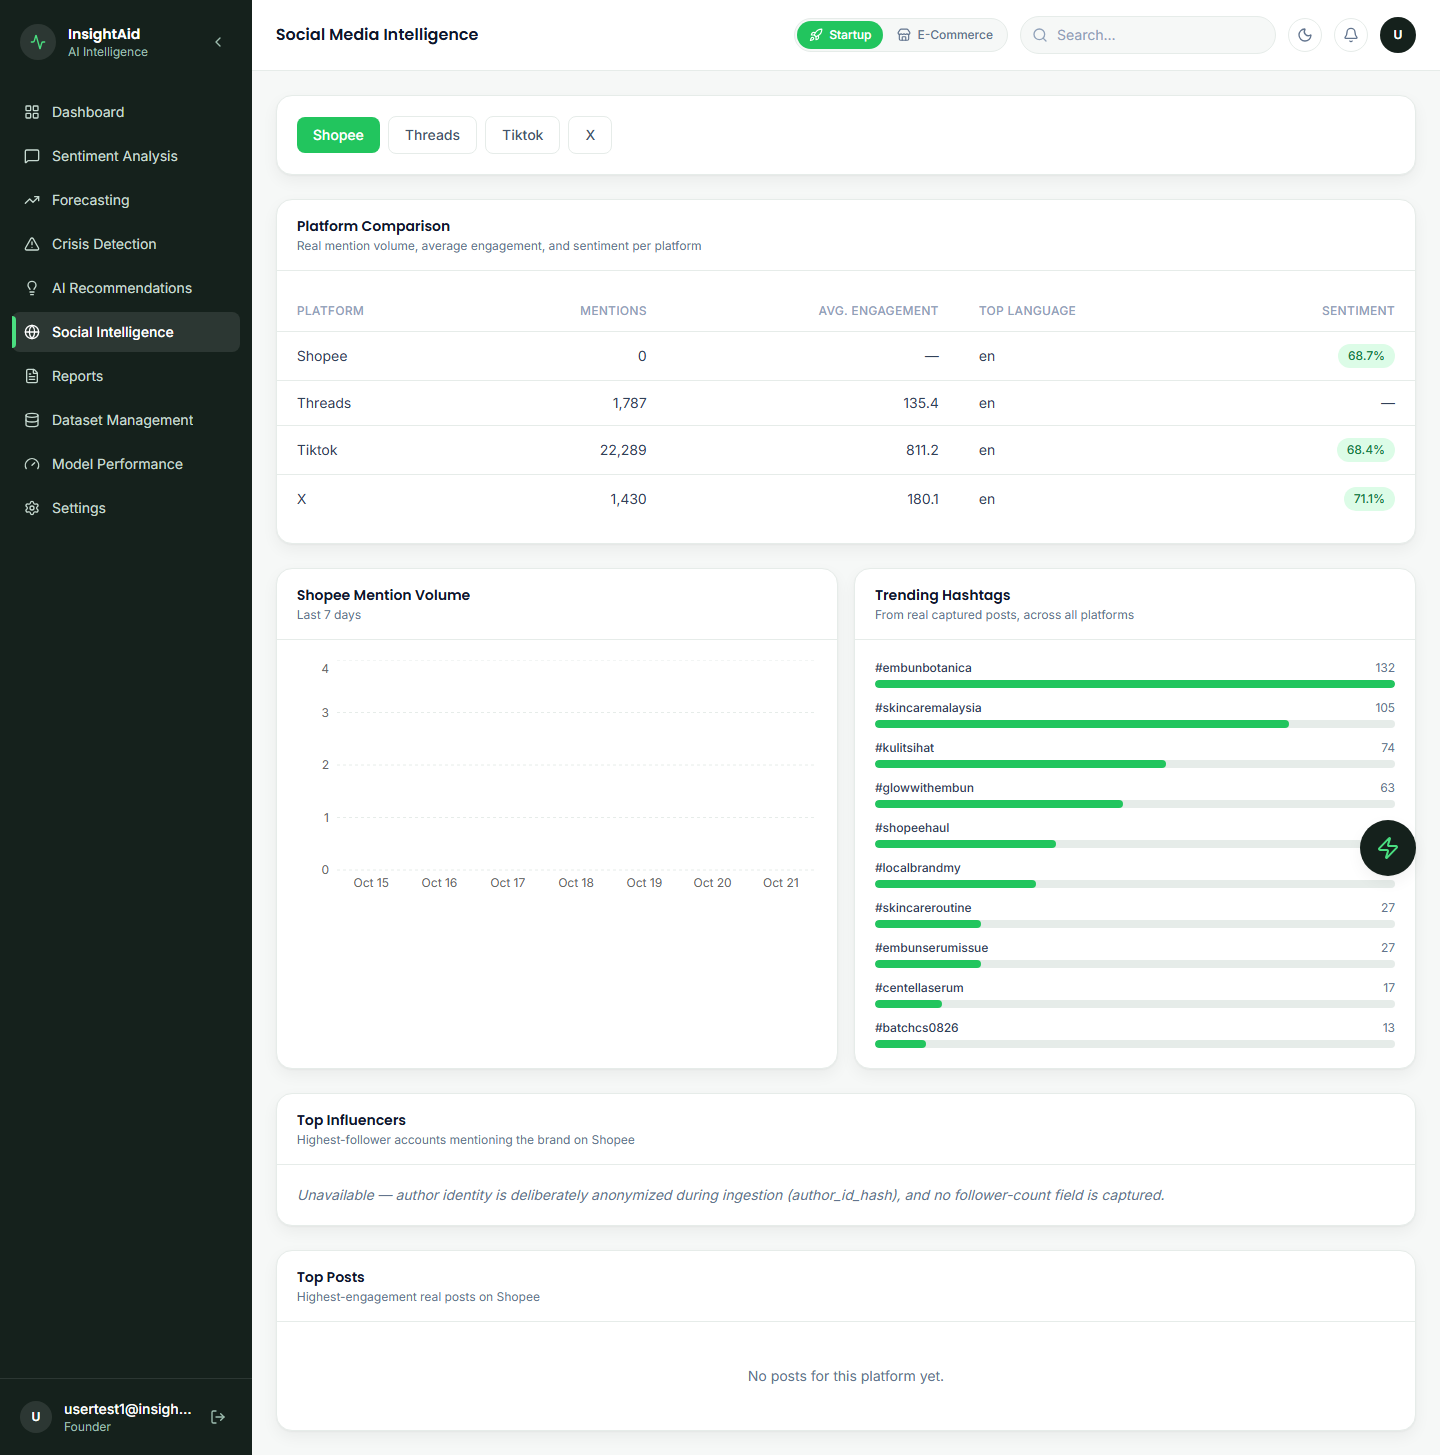 InsightAid
AI Intelligence
Dashboard
Sentiment Analysis
Forecasting
Crisis Detection
AI Recommendations
Social Intelligence
Reports
Dataset Management
Model Performance
Settings
U
usertest1@insigh...
Founder
Social Media Intelligence
Startup
E-Commerce
Search...
U
Shopee
Threads
Tiktok
X
Platform Comparison
Real mention volume, average engagement, and sentiment per platform
PLATFORM MENTIONS AVG. ENGAGEMENT TOP LANGUAGE SENTIMENT
Shopee 0 — en 68.7%
Threads 1,787 135.4 en —
Tiktok 22,289 811.2 en 68.4%
X 1,430 180.1 en 71.1%
Shopee Mention Volume
Last 7 days
4
3
2
1
0
Oct 15 Oct 16 Oct 17 Oct 18 Oct 19 Oct 20 Oct 21
Trending Hashtags
From real captured posts, across all platforms
#embunbotanica 132
#skincaremalaysia 105
#kulitsihat 74
#glowwithembun 63
#shopeehaul
#localbrandmy
#skincareroutine 27
#embunserumissue 27
#centellaserum 17
#batchcs0826 13
Top Influencers
Highest-follower accounts mentioning the brand on Shopee
Unavailable — author identity is deliberately anonymized during ingestion (author_id_hash), and no follower-count field is captured.
Top Posts
Highest-engagement real posts on Shopee
No posts for this platform yet.